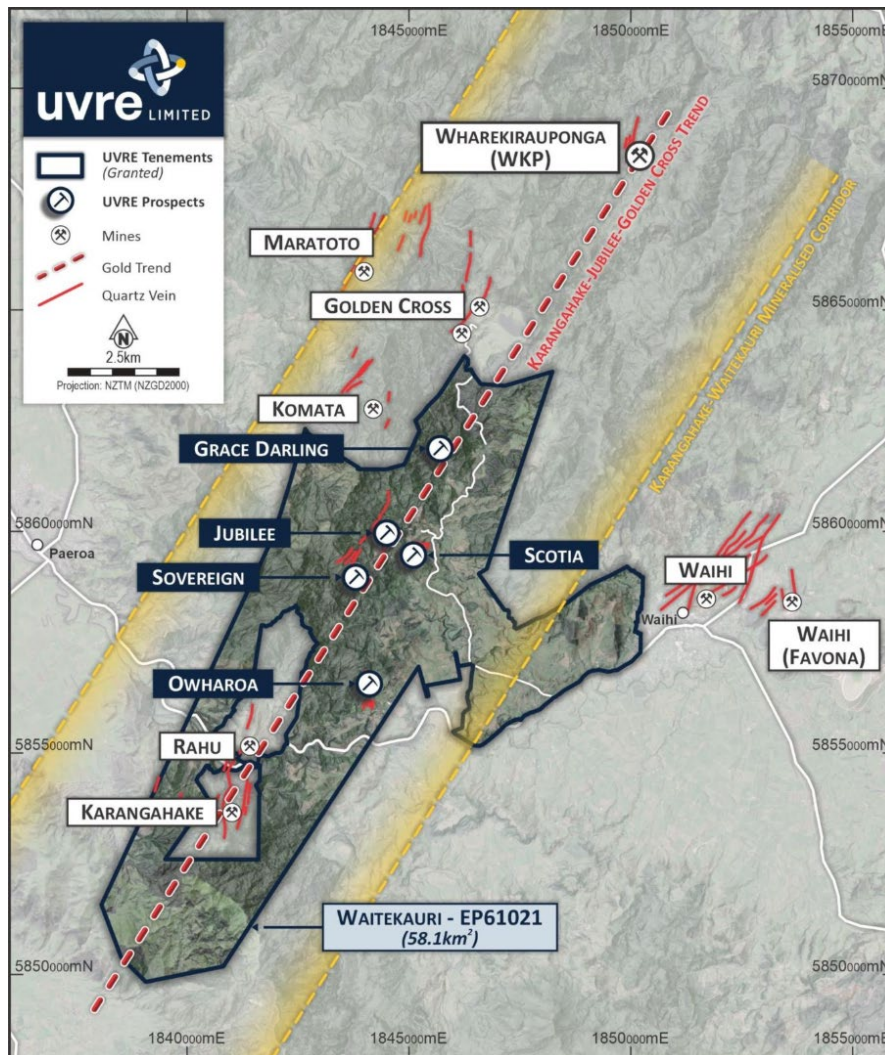 1845000mE
1850000mE
1855000mE
uvre
LIMITED
UVRE Tenements
(Granted)
UVRE Prospects
Mines
Gold Trend
Quartz Vein
N
2.5km
Projection: NZTM (NZGD2000)
5870000mN
WHAREKIRAUPONGA
(WKP)
KARANGAHAKE-JUBILEE-GOLDEN CROSS TREND
MARATOTO
GOLDEN CROSS
5865000mN
KARANGAHAKE-WAITEKAURI MINERALISED CORRIDOR
KOMATA
GRACE DARLING
5860000mN
5860000mN
Paeroa
JUBILEE
SCOTIA
SOVEREIGN
WAIHI
Waihi
WAIHI
(FAVONA)
OWHAROA
RAHU
5855000mN
5855000mN
KARANGAHAKE
WAITEKAURI - EP61021
(58.1km²)
5850000mN
5850000mN
1840000mE
1845000mE
1850000mE
1855000mE